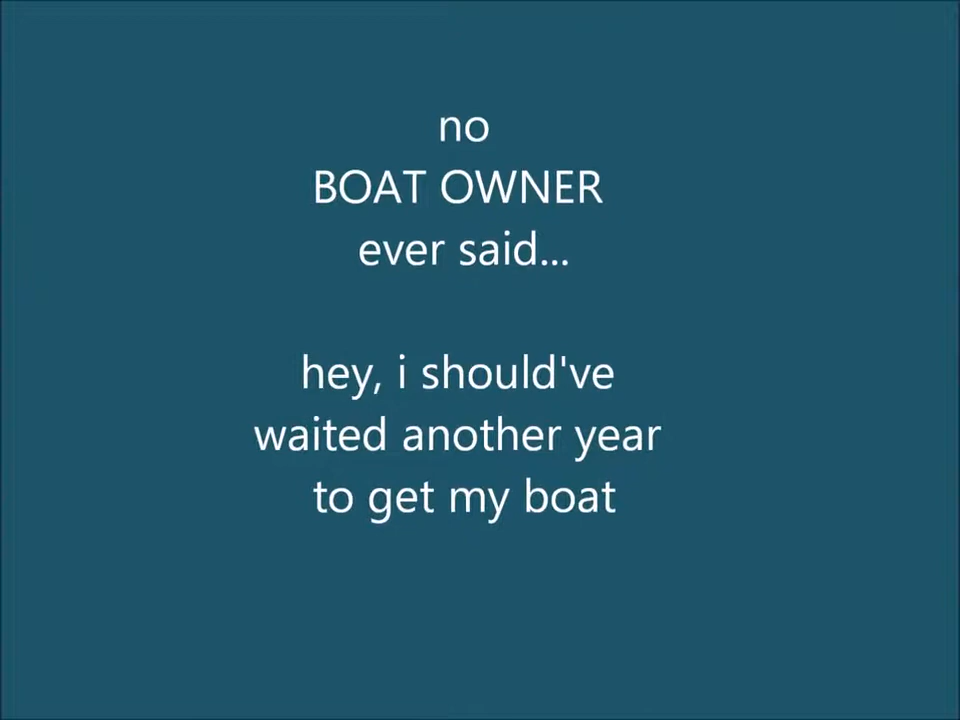 no
BOAT OWNER
ever said...
hey, i should've
waited another year
to get my boat